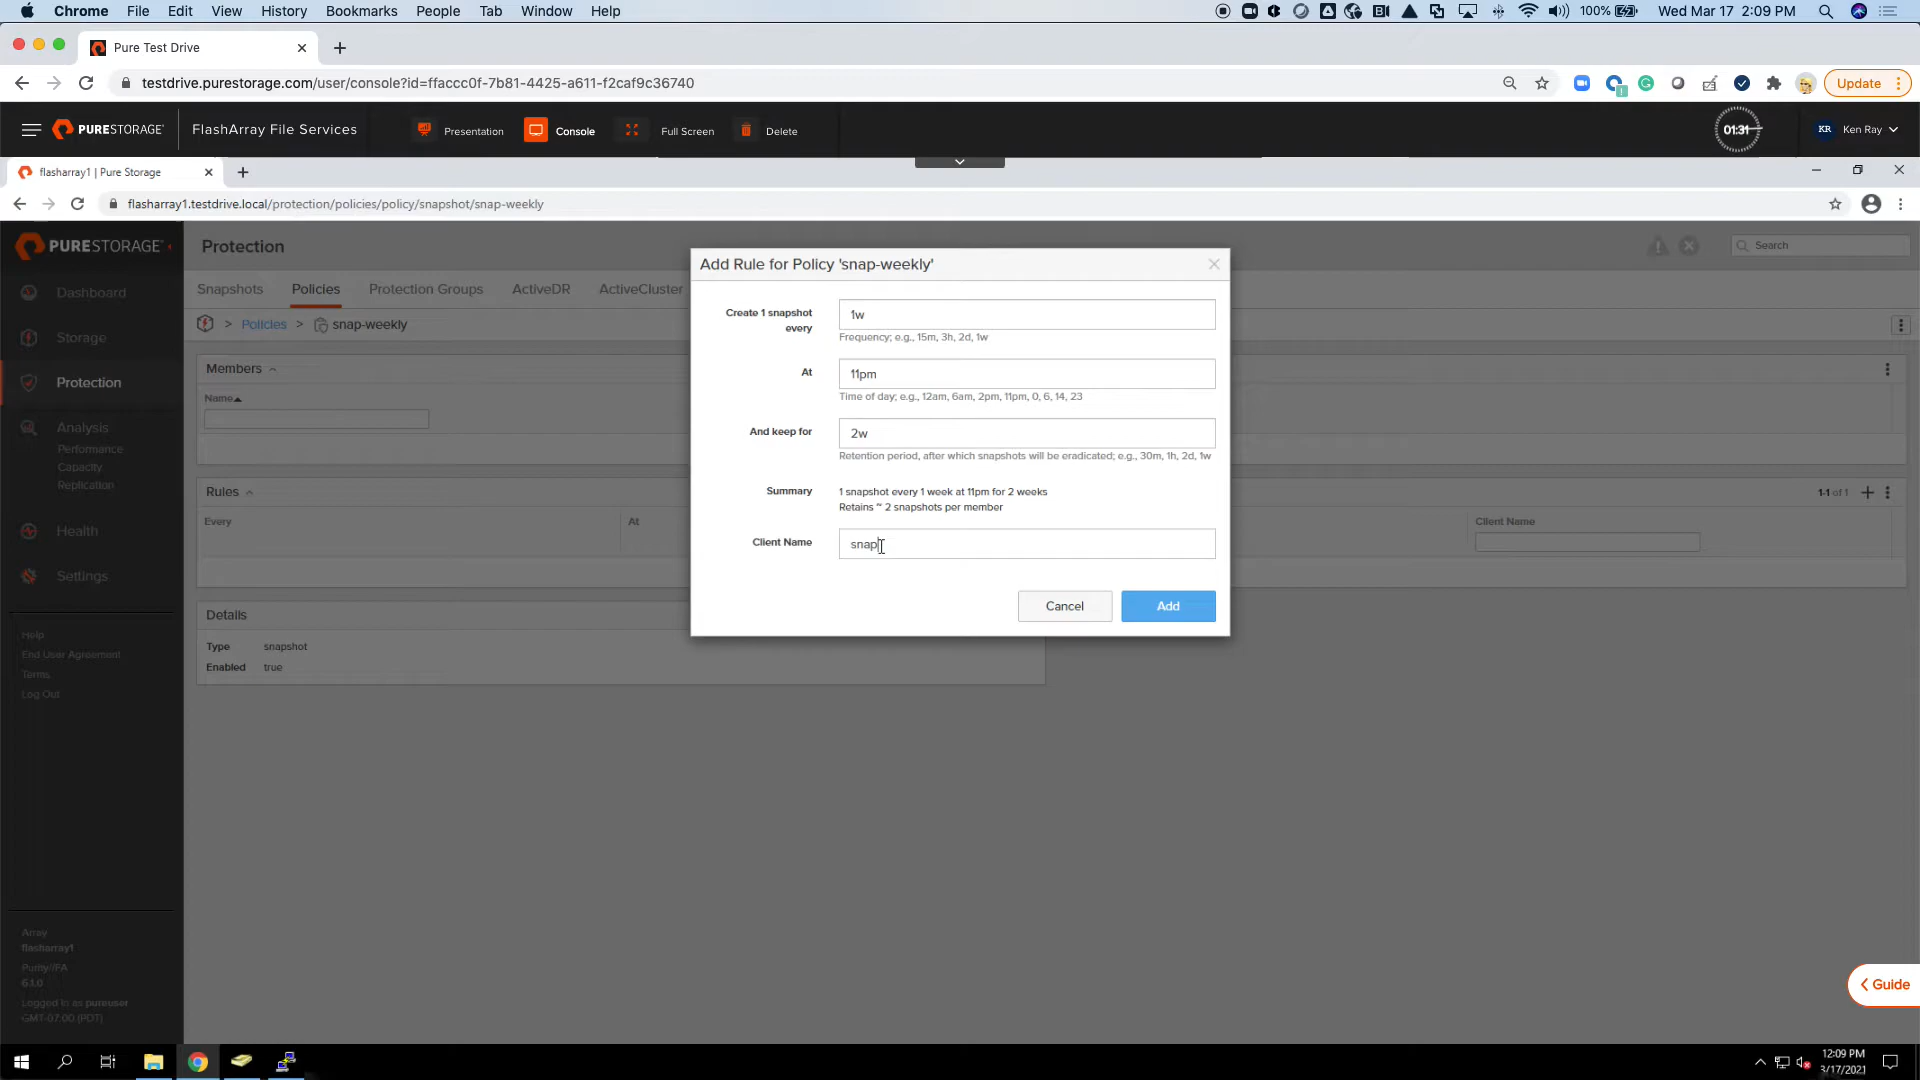 Chrome File Edit View History Bookmarks People Tab Window Help 100% Wed Mar 17 2:09 PM
Pure Test Drive
testdrive.purestorage.com/user/console?id=ffaccc0f-7b81-4425-a611-f2caf9c36740 Update
PURESTORAGE FlashArray File Services Presentation Console Full Screen Delete 01:31 KR Ken Ray
flasharray1 | Pure Storage
flasharray1.testdrive.local/protection/policies/policy/snapshot/snap-weekly
PURESTORAGE Protection Search
Dashboard
Storage
Protection
Analysis
Performance
Capacity
Replication
Health
Settings
Help
End User Agreement
Terms
Log Out
Array
flasharray1
Purity//FA
6.1.0
Logged in as pureuser
GMT-07:00 (PDT)
Snapshots Policies Protection Groups ActiveDR ActiveCluster
> Policies > snap-weekly
Members
Name
Rules 1-1 of 1
Every At Client Name
Details
Type snapshot
Enabled true
Add Rule for Policy 'snap-weekly'
Create 1 snapshot every 1w
Frequency; e.g., 15m, 3h, 2d, 1w
At 11pm
Time of day; e.g., 12am, 6am, 2pm, 11pm, 0, 6, 14, 23
And keep for 2w
Retention period, after which snapshots will be eradicated; e.g., 30m, 1h, 2d, 1w
Summary 1 snapshot every 1 week at 11pm for 2 weeks
Retains ~ 2 snapshots per member
Client Name snap
Cancel Add
Guide
12:09 PM
3/17/2021